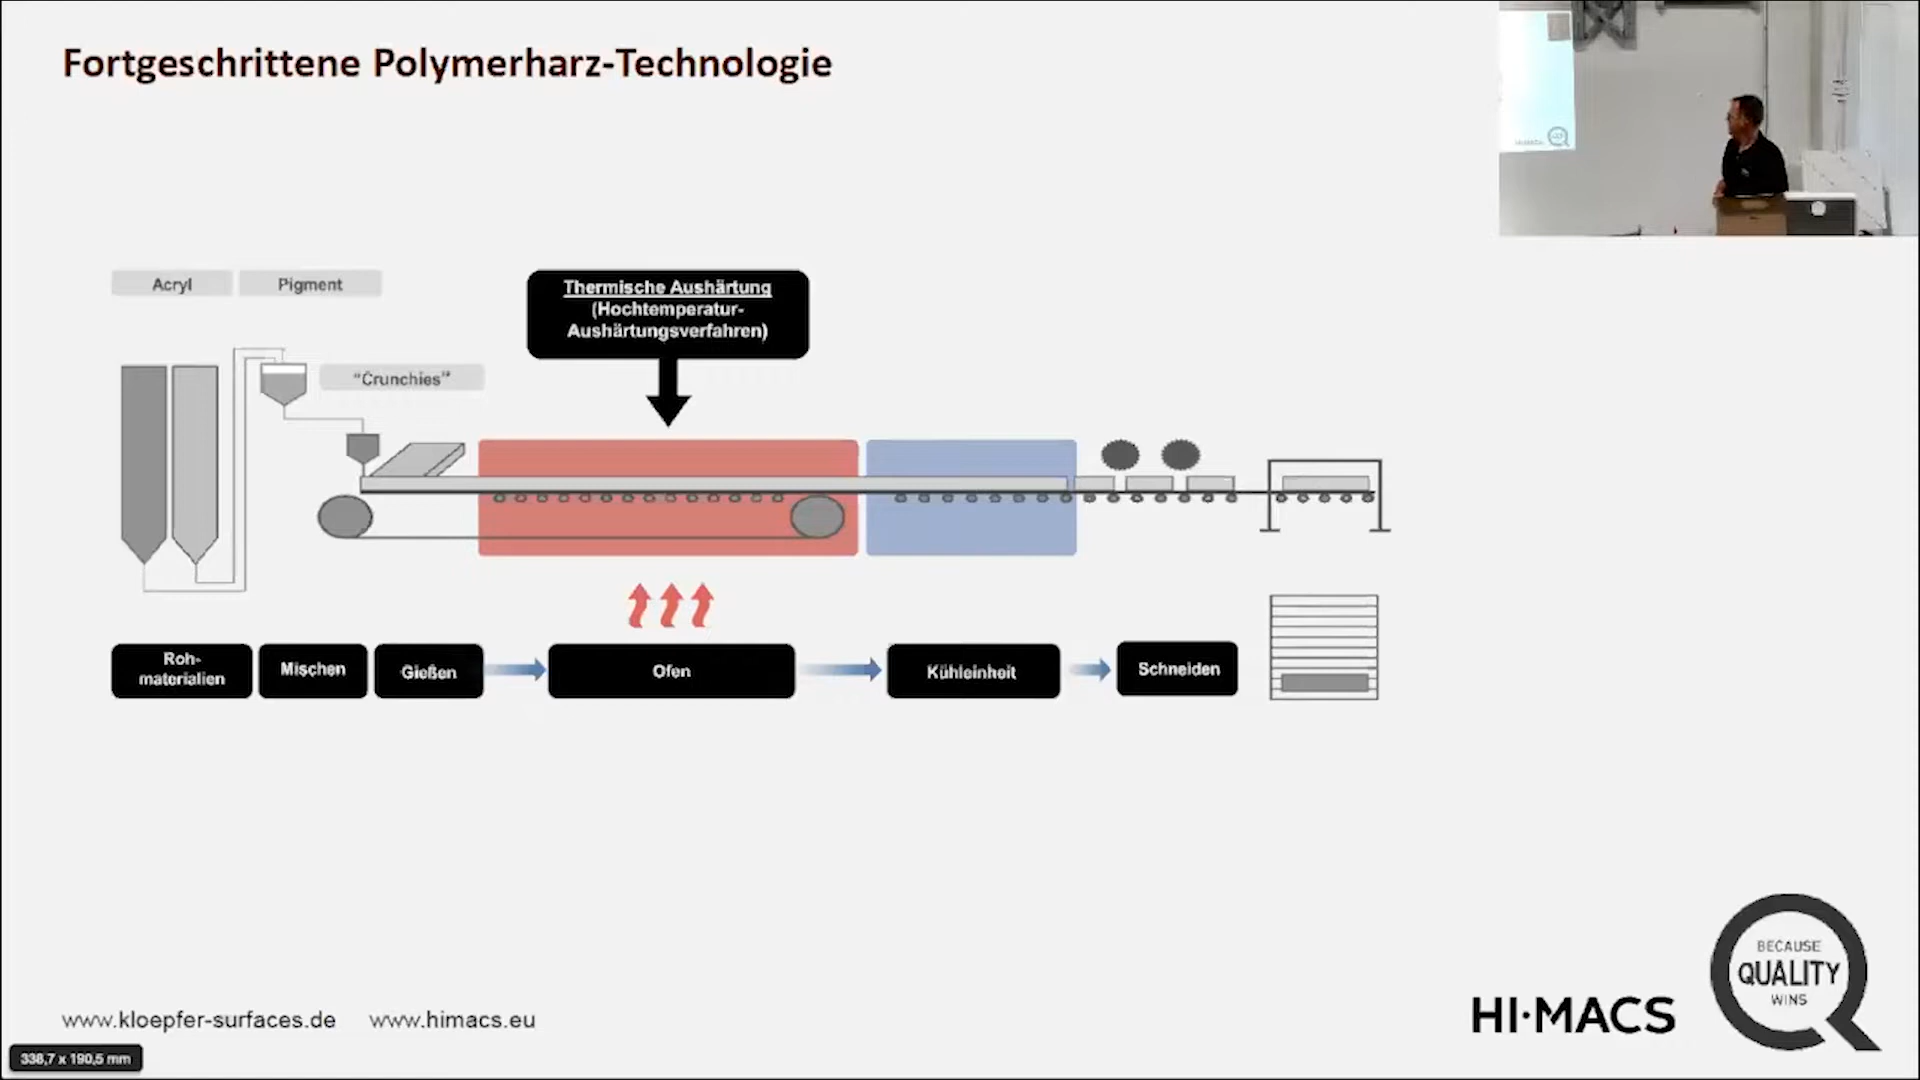 Fortgeschrittene Polymerharz-Technologie
Acryl
Pigment
Thermische Aushärtung
(Hochtemperatur-
Aushärtungsverfahren)
"Crunchies"
Roh-
materialien
Mischen
Gießen
Ofen
Kühleinheit
Schneiden
BECAUSE
QUALITY
WINS
HI·MACS
www.kloepfer-surfaces.de www.himacs.eu
338,7 x 190,5 mm